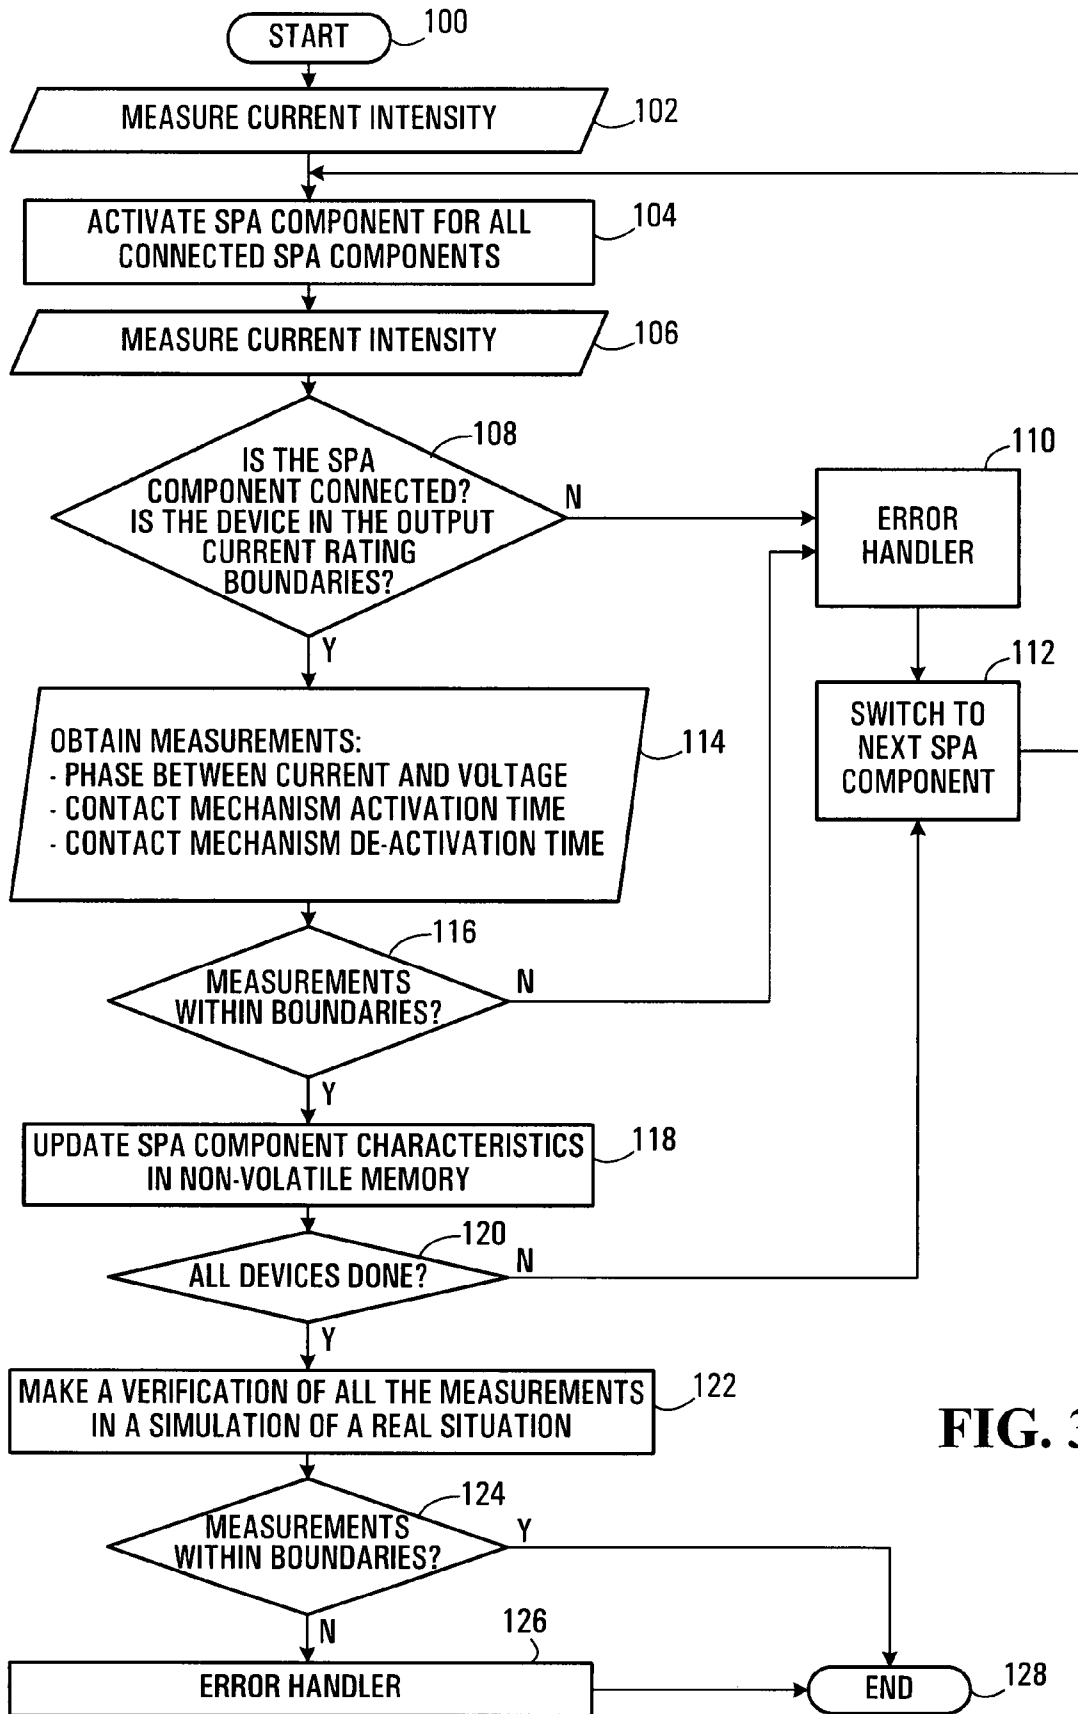 START
100
MEASURE CURRENT INTENSITY
102
ACTIVATE SPA COMPONENT FOR ALL
CONNECTED SPA COMPONENTS
104
MEASURE CURRENT INTENSITY
106
108
IS THE SPA
COMPONENT CONNECTED?
IS THE DEVICE IN THE OUTPUT
CURRENT RATING
BOUNDARIES?
N
Y
110
ERROR
HANDLER
112
SWITCH TO
NEXT SPA
COMPONENT
OBTAIN MEASUREMENTS:
- PHASE BETWEEN CURRENT AND VOLTAGE
- CONTACT MECHANISM ACTIVATION TIME
- CONTACT MECHANISM DE-ACTIVATION TIME
114
116
MEASUREMENTS
WITHIN BOUNDARIES?
N
Y
UPDATE SPA COMPONENT CHARACTERISTICS
IN NON-VOLATILE MEMORY
118
120
ALL DEVICES DONE?
N
Y
MAKE A VERIFICATION OF ALL THE MEASUREMENTS
IN A SIMULATION OF A REAL SITUATION
122
FIG. 3
124
MEASUREMENTS
WITHIN BOUNDARIES?
Y
N
126
ERROR HANDLER
END
128